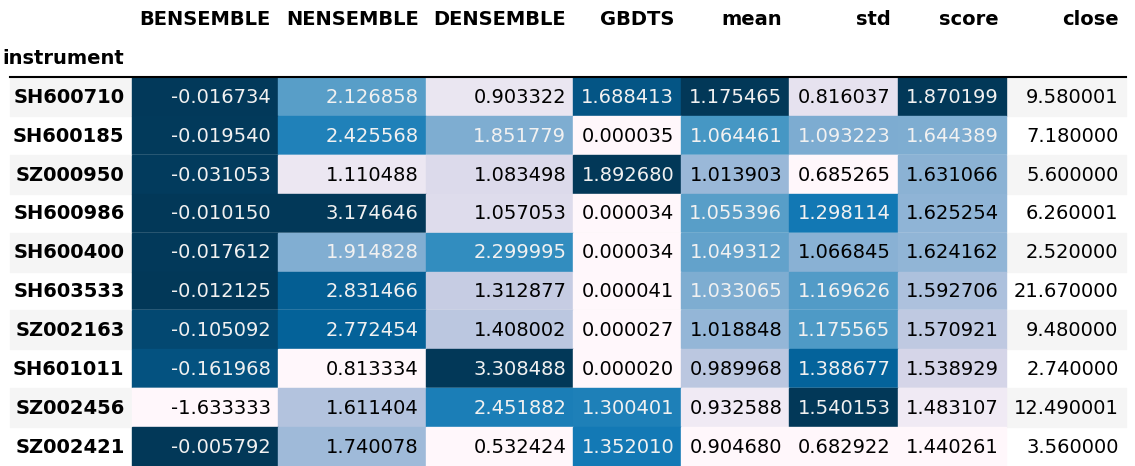 BENSEMBLE NENSEMBLE DENSEMBLE GBDTS mean std score close
instrument
SH600710 -0.016734 2.126858 0.903322 1.688413 1.175465 0.816037 1.870199 9.580001
SH600185 -0.019540 2.425568 1.851779 0.000035 1.064461 1.093223 1.644389 7.180000
SZ000950 -0.031053 1.110488 1.083498 1.892680 1.013903 0.685265 1.631066 5.600000
SH600986 -0.010150 3.174646 1.057053 0.000034 1.055396 1.298114 1.625254 6.260001
SH600400 -0.017612 1.914828 2.299995 0.000034 1.049312 1.066845 1.624162 2.520000
SH603533 -0.012125 2.831466 1.312877 0.000041 1.033065 1.169626 1.592706 21.670000
SZ002163 -0.105092 2.772454 1.408002 0.000027 1.018848 1.175565 1.570921 9.480000
SH601011 -0.161968 0.813334 3.308488 0.000020 0.989968 1.388677 1.538929 2.740000
SZ002456 -1.633333 1.611404 2.451882 1.300401 0.932588 1.540153 1.483107 12.490001
SZ002421 -0.005792 1.740078 0.532424 1.352010 0.904680 0.682922 1.440261 3.560000